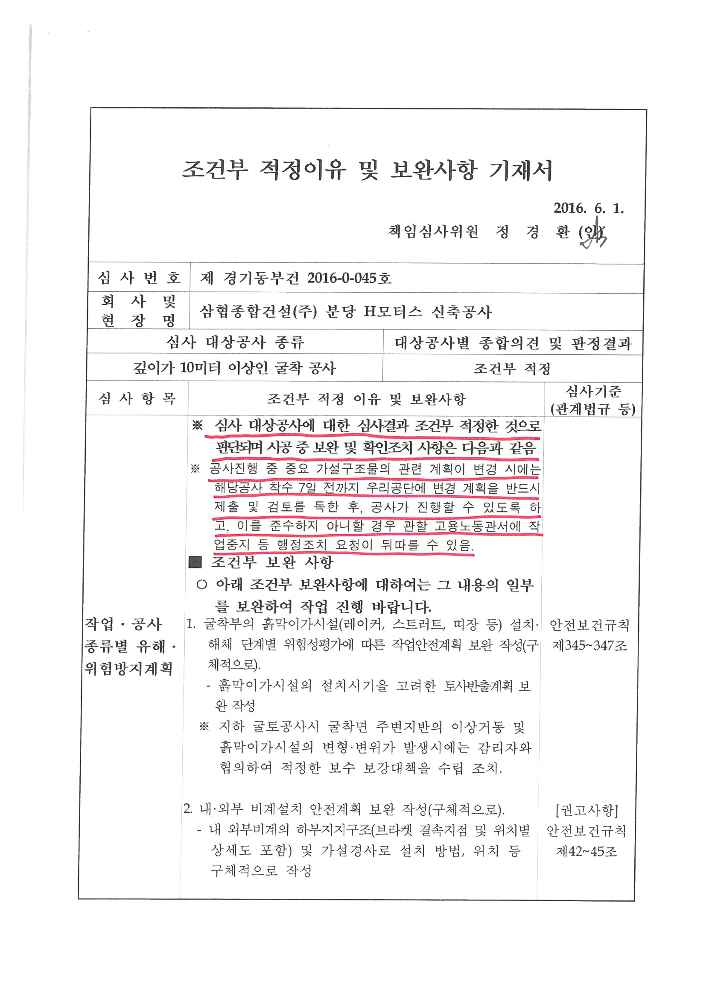 조건부 적정이유 및 보완사항 기재서
2016. 6. 1.
책임심사위원 정 경 환 (인)
심 사 번 호 제 경기동부건 2016-0-045호
회 사 및
현 장 명
삼협종합건설(주) 분당 H모터스 신축공사
심사 대상공사 종류 대상공사별 종합의견 및 판정결과
깊이가 10미터 이상인 굴착 공사 조건부 적정
심 사 항 목 조건부 적정 이유 및 보완사항
심사기준
(관계법규 등)
※ 심사 대상공사에 대한 심사결과 조건부 적정한 것으로
판단되며 시공 중 보완 및 확인조치 사항은 다음과 같음
※ 공사진행 중 중요 가설구조물의 관련 계획이 변경 시에는
해당공사 착수 7일 전까지 우리공단에 변경 계획을 반드시
제출 및 검토를 득한 후, 공사가 진행할 수 있도록 하
고, 이를 준수하지 아니할 경우 관할 고용노동관서에 작
업중지 등 행정조치 요청이 뒤따를 수 있음.
■ 조건부 보완 사항
○ 아래 조건부 보완사항에 대하여는 그 내용의 일부
를 보완하여 작업 진행 바랍니다.
작업·공사
종류별 유해·
위험방지계획
1. 굴착부의 흙막이가시설(레이커, 스트러트, 띠장 등) 설치·
해체 단계별 위험성평가에 따른 작업안전계획 보완 작성(구
체적으로).
- 흙막이가시설의 설치시기을 고려한 토사반출계획 보
완 작성
※ 지하 굴토공사시 굴착면 주변지반의 이상거동 및
흙막이가시설의 변형·변위가 발생시에는 감리자와
협의하여 적정한 보수 보강대책을 수립 조치.
안전보건규칙
제345~347조
2. 내·외부 비계설치 안전계획 보완 작성(구체적으로).
- 내 외부비계의 하부지지구조(브라켓 결속지점 및 위치별
상세도 포함) 및 가설경사로 설치 방법, 위치 등
구체적으로 작성
[권고사항]
안전보건규칙
제42~45조